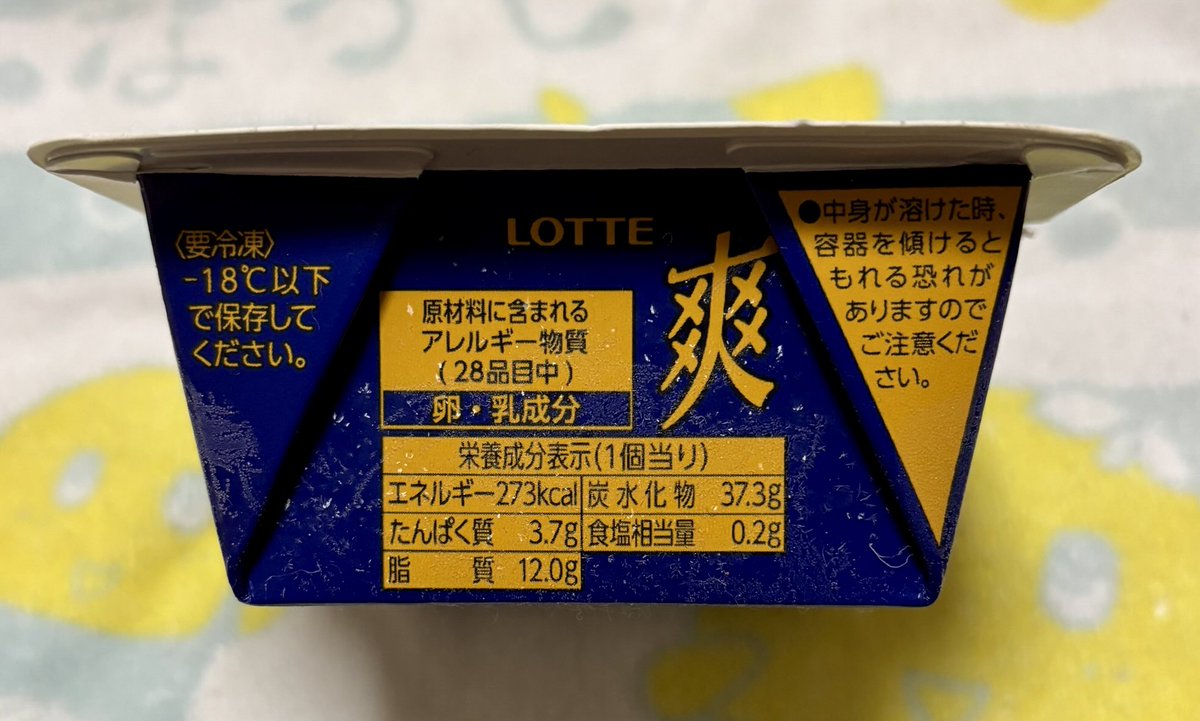 〈要冷凍〉
-18℃以下
で保存して
ください。
LOTTE
爽
原材料に含まれる
アレルギー物質
(28品目中)
卵・乳成分
栄養成分表示(1個当り)
エネルギー273kcal 炭水化物 37.3g
たんぱく質 3.7g 食塩相当量 0.2g
脂質 12.0g
●中身が溶けた時、
容器を傾けると
もれる恐れが
ありますので
ご注意くだ
さい。